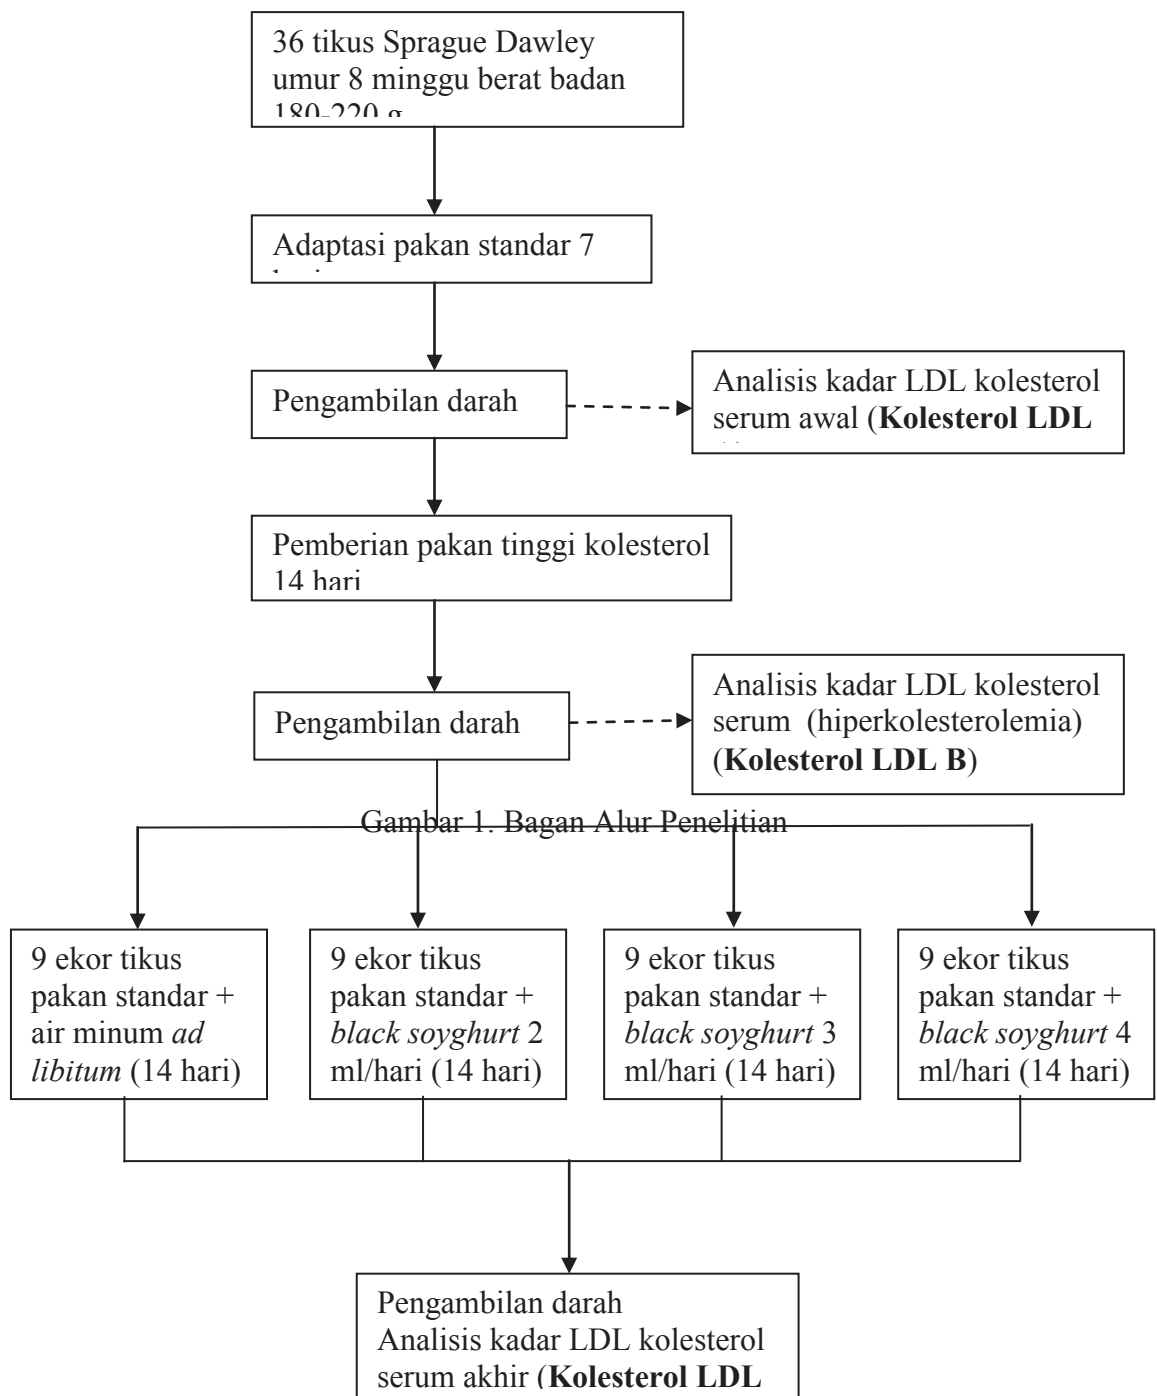 36 tikus Sprague Dawley
umur 8 minggu berat badan
180-220 g
Adaptasi pakan standar 7
Pengambilan darah
Analisis kadar LDL kolesterol
serum awal (Kolesterol LDL
Pemberian pakan tinggi kolesterol
14 hari
Pengambilan darah
Analisis kadar LDL kolesterol
serum (hiperkolesterolemia)
(Kolesterol LDL B)
Gambar 1. Bagan Alur Penelitian
9 ekor tikus
pakan standar +
air minum ad
libitum (14 hari)
9 ekor tikus
pakan standar +
black soyghurt 2
ml/hari (14 hari)
9 ekor tikus
pakan standar +
black soyghurt 3
ml/hari (14 hari)
9 ekor tikus
pakan standar +
black soyghurt 4
ml/hari (14 hari)
Pengambilan darah
Analisis kadar LDL kolesterol
serum akhir (Kolesterol LDL